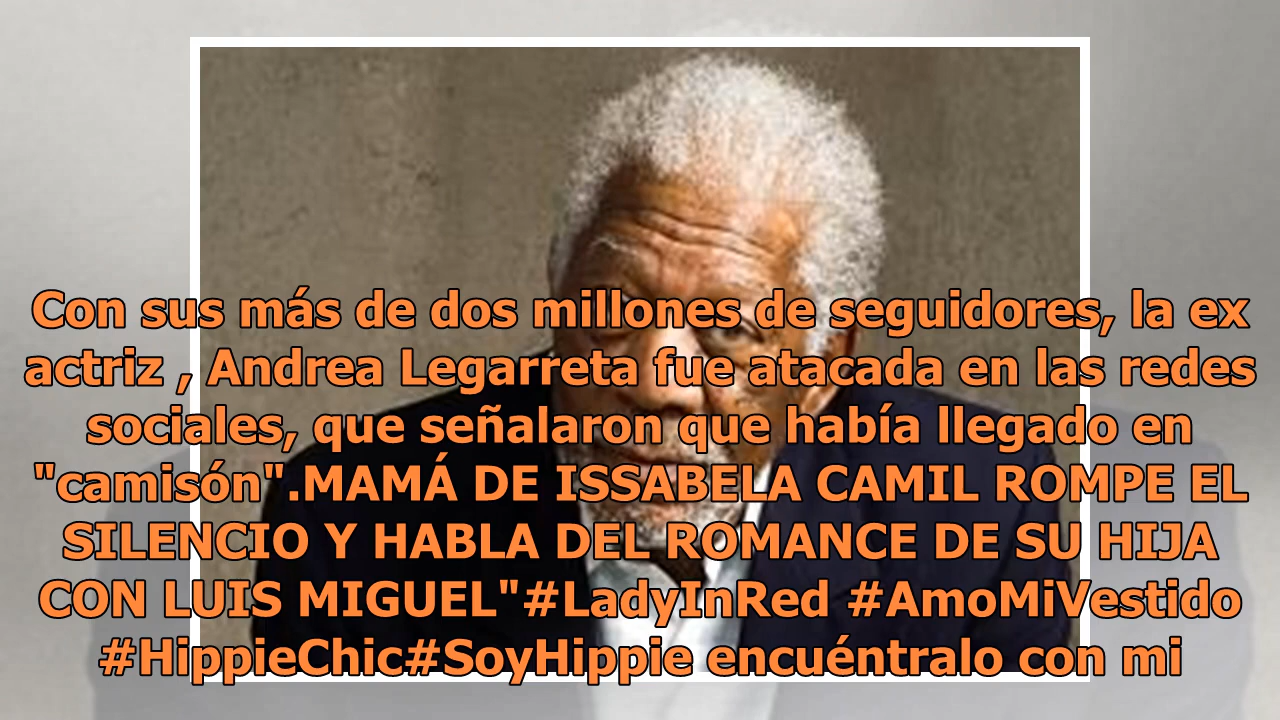 Con sus más de dos millones de seguidores, la ex
actriz , Andrea Legarreta fue atacada en las redes
sociales, que señalaron que había llegado en
"camisón".MAMÁ DE ISSABELA CAMIL ROMPE EL
SILENCIO Y HABLA DEL ROMANCE DE SU HIJA
CON LUIS MIGUEL"#LadyInRed #AmoMiVestido
#HippieChic#SoyHippie encuéntralo con mi